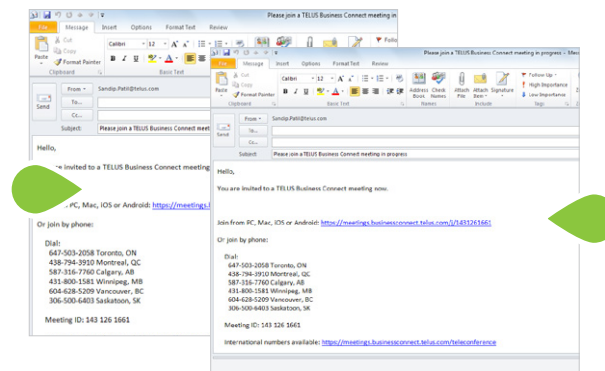 Please join a TELUS Business Connect meeting in
File Message Insert Options Format Text Review
Paste
Cut
Copy
Format Painter
Clipboard
Calibri 12
B I U
Basic Text
Follo
Send
From Sandip.Patil@telus.com
To...
Cc...
Subject: Please join a TELUS Business Connect meet
Hello,
are invited to a TELUS Business Connect meeting
PC, Mac, IOS or Android: https://meetings.
Or join by phone:
Dial:
647-503-2058 Toronto, ON
438-794-3910 Montreal, QC
587-316-7760 Calgary, AB
431-800-1581 Winnipeg, MB
604-628-5209 Vancouver, BC
306-500-6403 Saskatoon, SK
Meeting ID: 143 126 1661
Please join a TELUS Business Connect meeting in progress - Mess
File Message Insert Options Format Text Review
Paste
Cut
Copy
Format Painter
Clipboard
Calibri 12
B I U
Basic Text
Address Book
Check Names
Names
Attach File
Attach Item
Signature
Include
Follow Up
High Importance
Low Importance
Tags
Send
From Sandip.Patil@telus.com
To...
Cc...
Subject: Please join a TELUS Business Connect meeting in progress
Hello,
You are invited to a TELUS Business Connect meeting now.
Join from PC, Mac, IOS or Android: https://meetings.businessconnect.telus.com/j/1431261661
Or join by phone:
Dial:
647-503-2058 Toronto, ON
438-794-3910 Montreal, QC
587-316-7760 Calgary, AB
431-800-1581 Winnipeg, MB
604-628-5209 Vancouver, BC
306-500-6403 Saskatoon, SK
Meeting ID: 143 126 1661
International numbers available: https://meetings.businessconnect.telus.com/teleconference